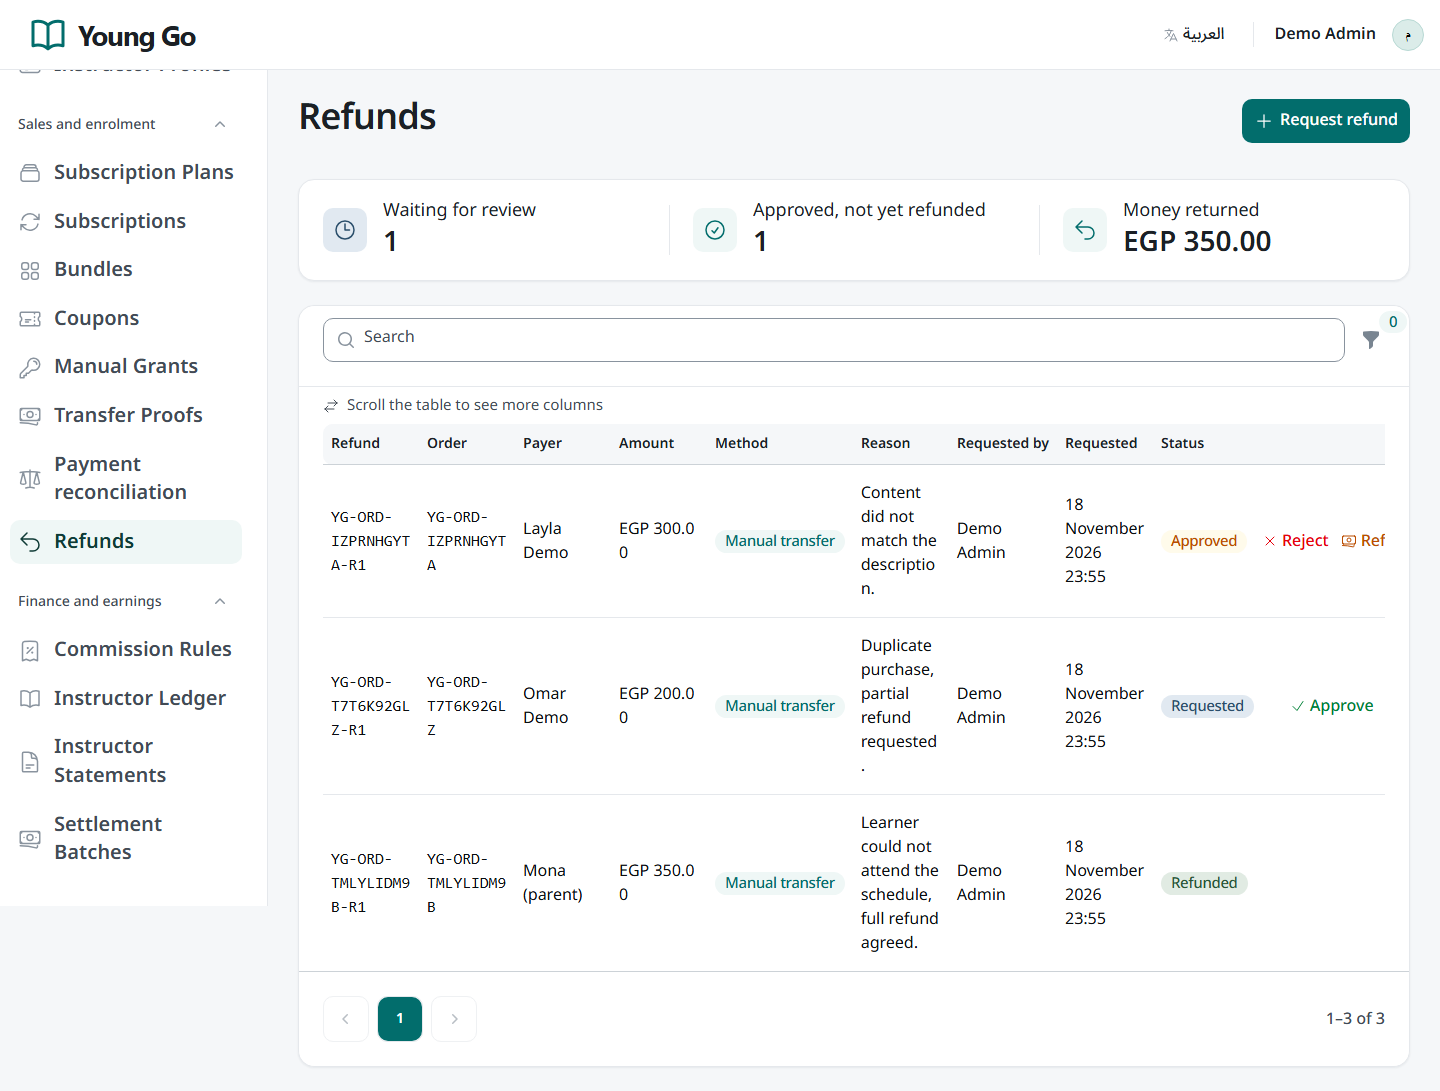 Young Go
العربية
Demo Admin
م
Sales and enrolment
Subscription Plans
Subscriptions
Bundles
Coupons
Manual Grants
Transfer Proofs
Payment
reconciliation
Refunds
Finance and earnings
Commission Rules
Instructor Ledger
Instructor
Statements
Settlement
Batches
Refunds
Request refund
Waiting for review
1
Approved, not yet refunded
1
Money returned
EGP 350.00
Search
0
Scroll the table to see more columns
Refund Order Payer Amount Method Reason Requested by Requested Status
YG-ORD-
IZPRNHGYT
A-R1
YG-ORD-
IZPRNHGYT
A
Layla
Demo
EGP 300.0
0
Manual transfer
Content
did not
match the
descriptio
n.
Demo
Admin
18
November
2026
23:55
Approved
Reject
Ref
YG-ORD-
T7T6K92GL
Z-R1
YG-ORD-
T7T6K92GL
Z
Omar
Demo
EGP 200.0
0
Manual transfer
Duplicate
purchase,
partial
refund
requested
.
Demo
Admin
18
November
2026
23:55
Requested
Approve
YG-ORD-
TMLYLIDM9
B-R1
YG-ORD-
TMLYLIDM9
B
Mona
(parent)
EGP 350.0
0
Manual transfer
Learner
could not
attend the
schedule,
full refund
agreed.
Demo
Admin
18
November
2026
23:55
Refunded
1
1–3 of 3